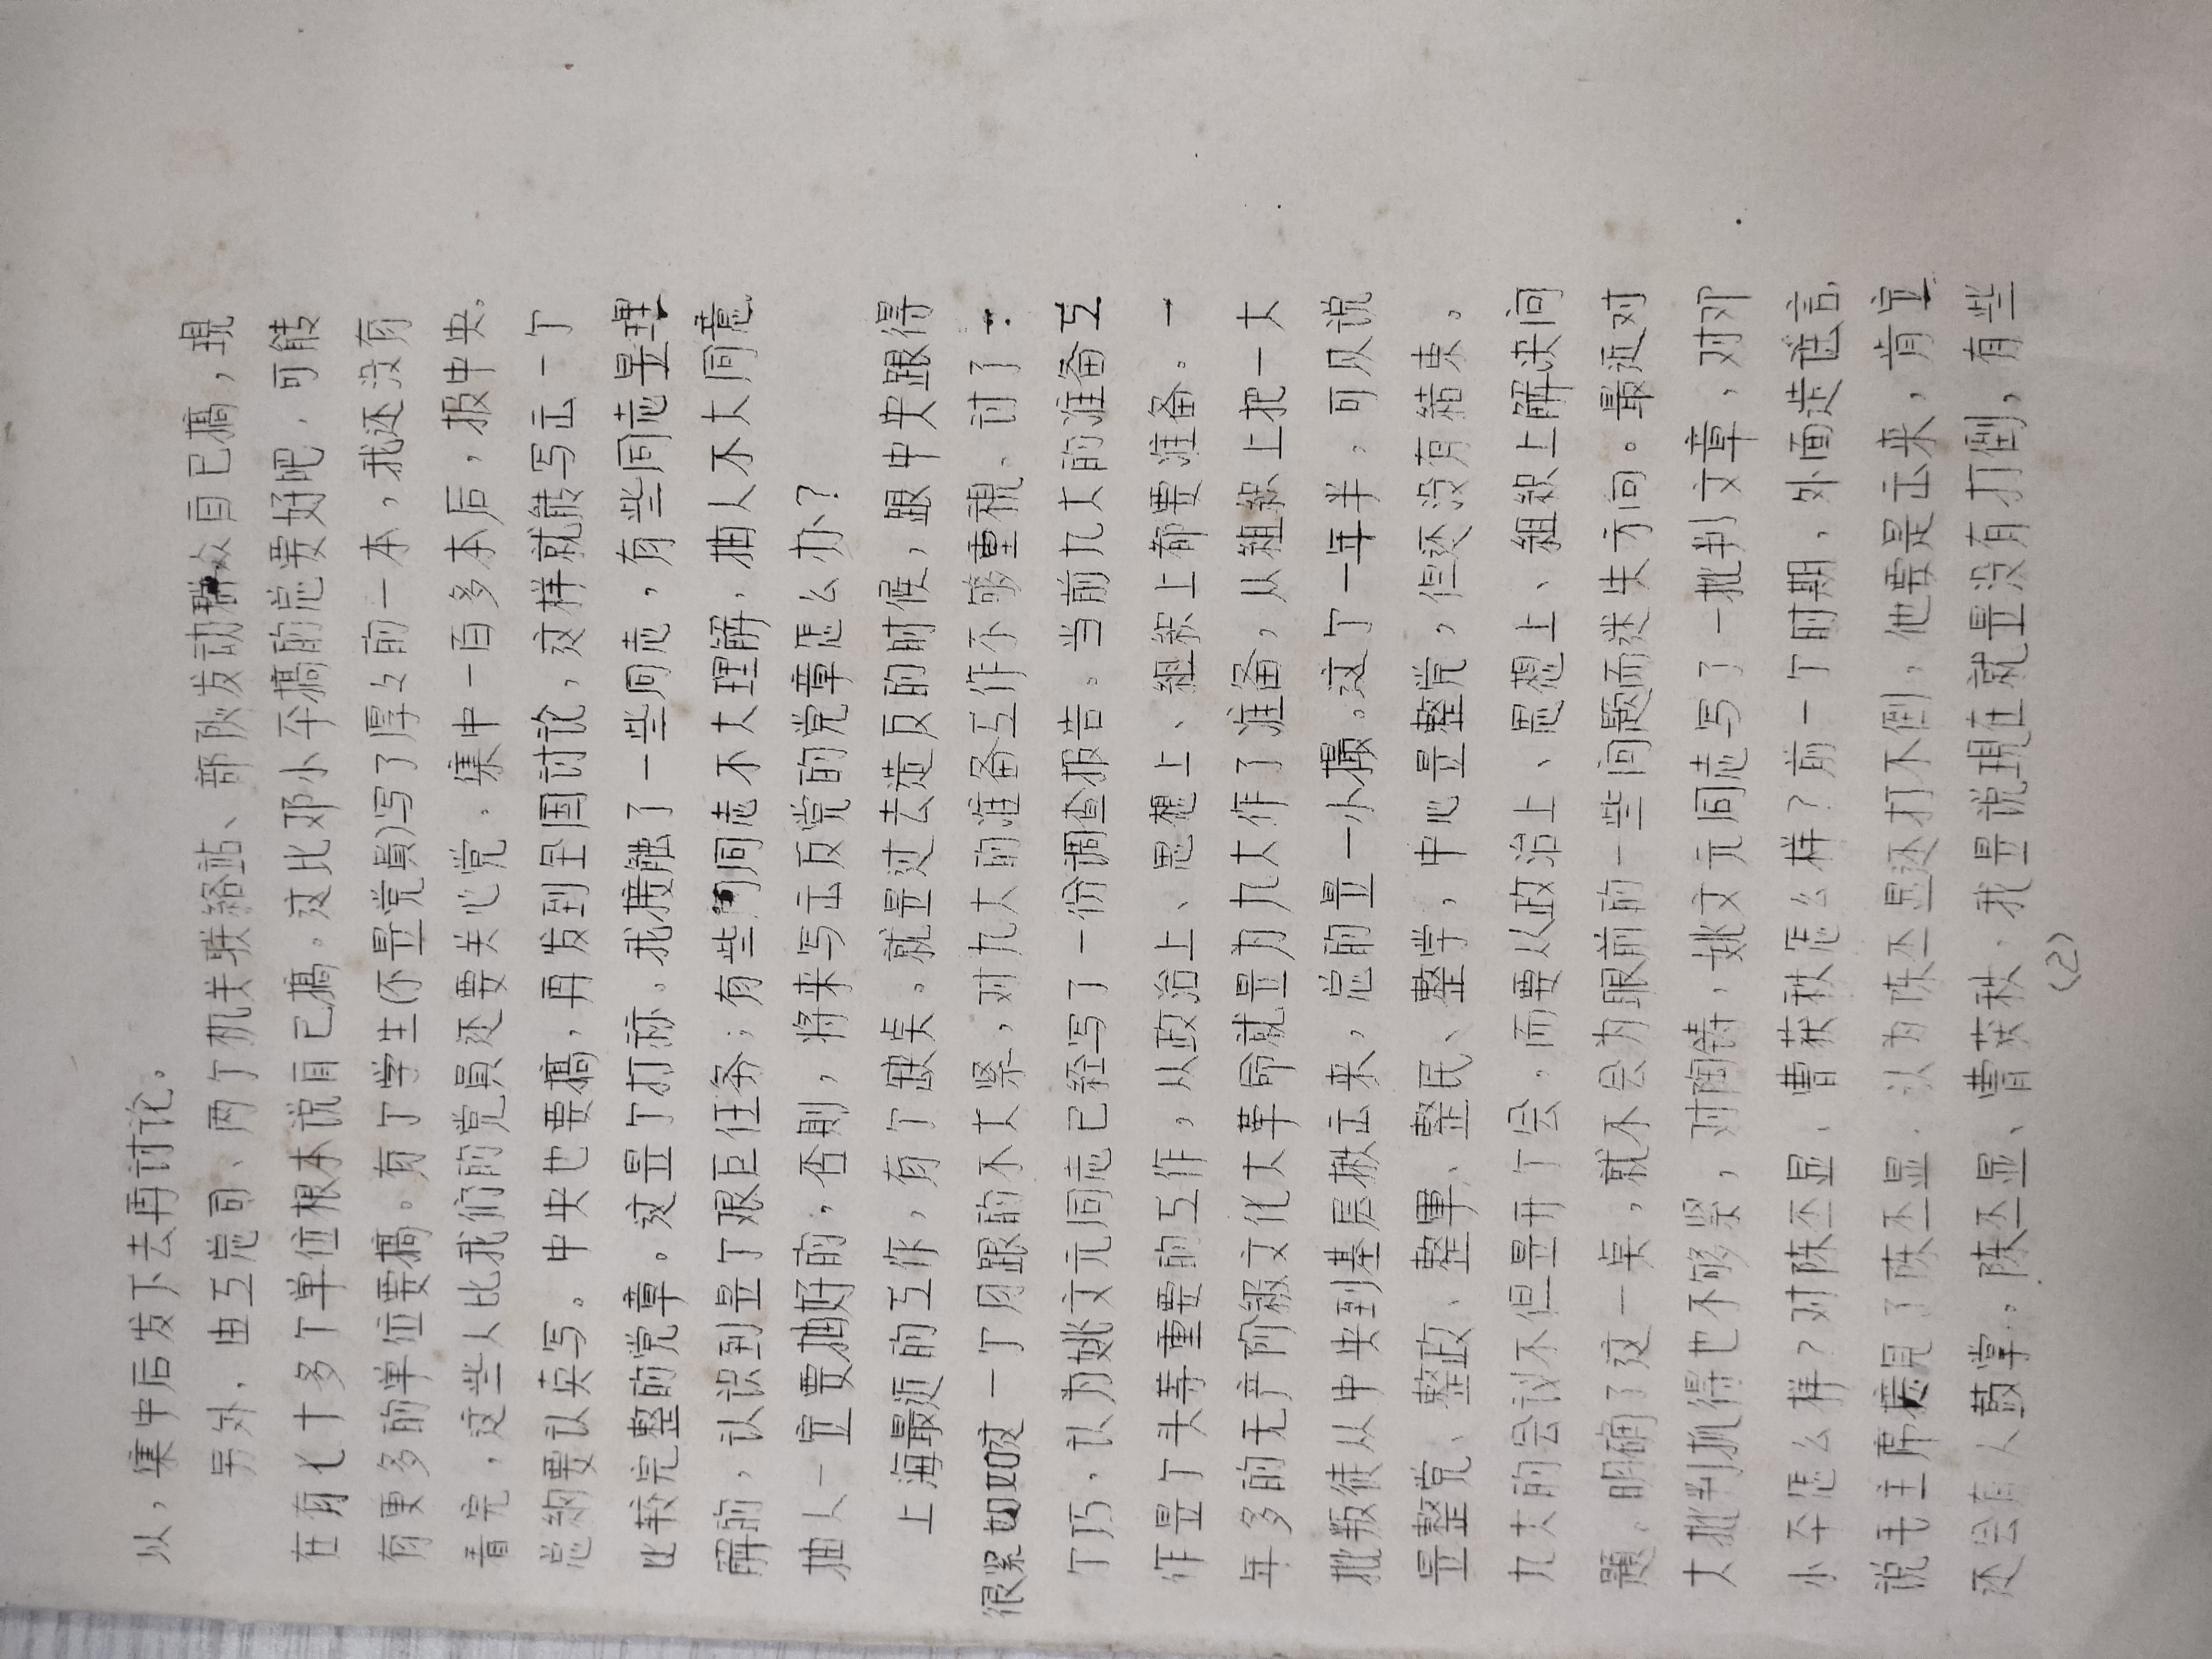 以，集中后发下去再讨论。
另外，由工总司、两个机关联络站、部队发动群众自己搞，現
在有七十多个单位根本说自己搞。这比邓小平搞的总要好吧，可能
有更多的单位要搞。有个学生(不是党員)写了厚々的一本，我还没有
看完，这些人比我们的党員还要关心党。集中一百多本后，报中央。
总纲要认真写。中央也要搞，再发到全国讨论，这样就能写出一个
比较完整的党章。这是个打称。我接触了一些同志，有些同志是理
解的，认识到是个艰巨任务；有些同志不大理解，抽人不大同意
抽人一定要抽好的，否則，将来写出反党的党章怎么办？
上海最近的工作，有个缺点。就是过去造反的时候，跟中央跟得
很紧如如这一个月跟的不大紧，对九大的准备工作不够重視。讨了一
个巧，认为姚文元同志已经写了一份调查报告。当前九大的准备工
作是个头等重要的工作，从政治上、思想上、組织上都要准备。一
年多的无产阶級文化大革命就是为九大作了准备，从組织上把一大
批叛徒从中央到基层揪出来，总的是一小撮。这个一年半，可以说
是整党、整政、整軍、整民、整学，中心是整党，但还没有結束。
九大的会议不但是开个会，而要从政治上、思想上、組织上解决问
題。明确了这一点，就不会为眼前的一些问题而迷失方向。最近对
大批判抓得也不够紧，对陶铸，姚文元同志写了一批判文章，对邓
小平怎么样？对陈丕显、曹荻秋怎么样？前一个时期，外面造謠言，
说毛主席接見了陈丕显，认为陈丕显还打不倒，他要是出来，肯定
还会有人鼓掌。陈丕显、曹荻秋，我是说現在就是没有打倒，有些
(2)